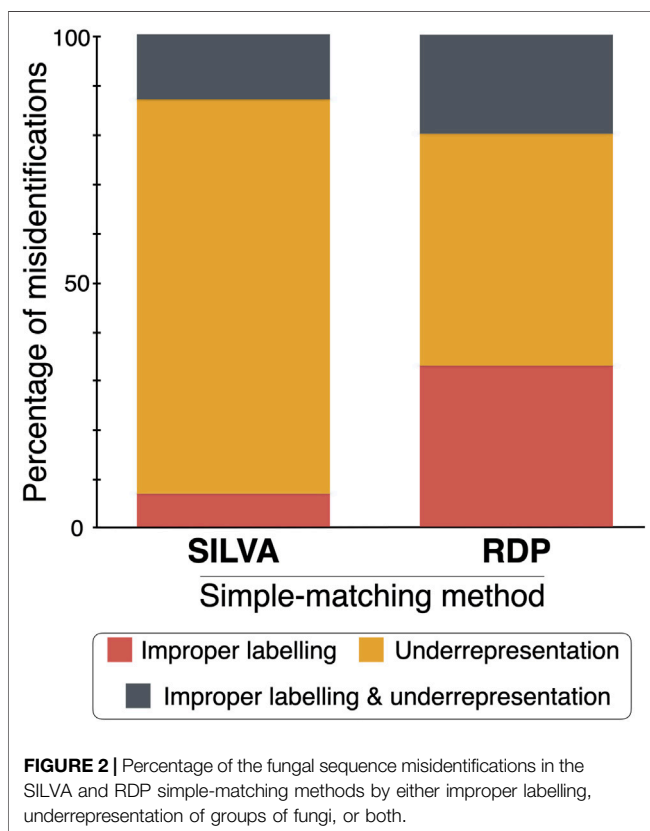 100
50
0
Percentage of misidentifications
SILVA RDP
Simple-matching method
Improper labelling Underrepresentation
Improper labelling & underrepresentation
FIGURE 2 | Percentage of the fungal sequence misidentifications in the
SILVA and RDP simple-matching methods by either improper labelling,
underrepresentation of groups of fungi, or both.